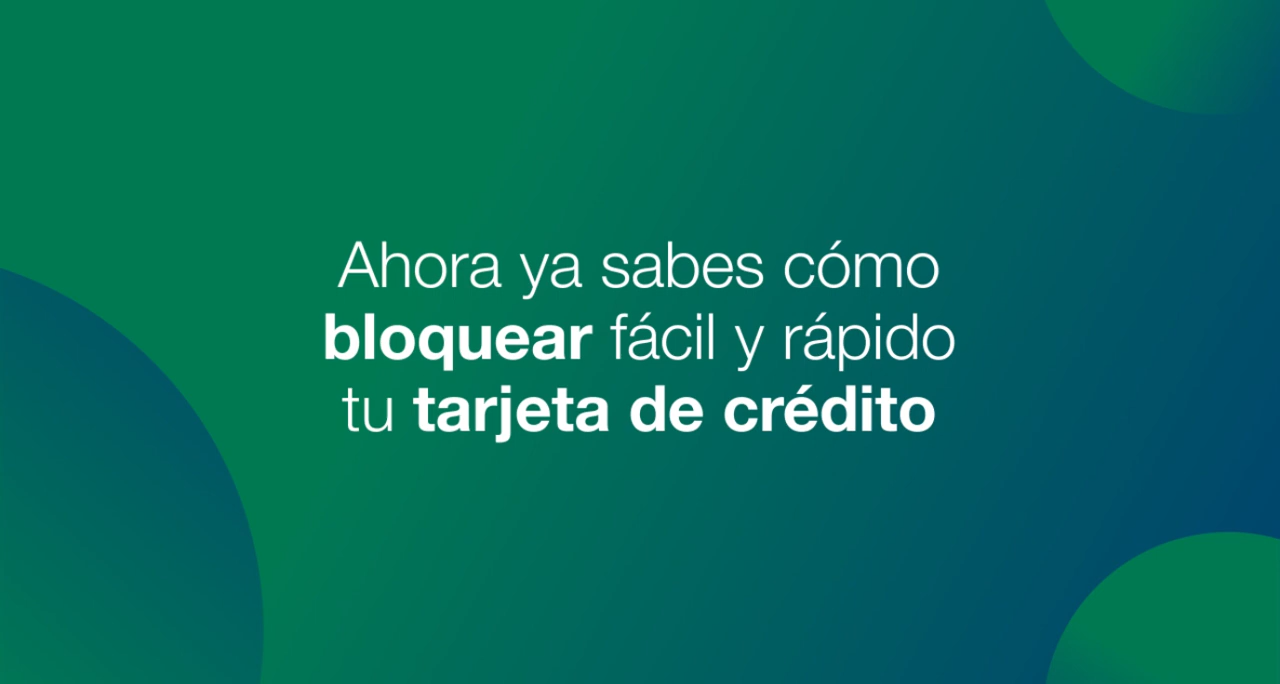 Ahora ya sabes cómo
bloquear fácil y rápido
tu tarjeta de crédito